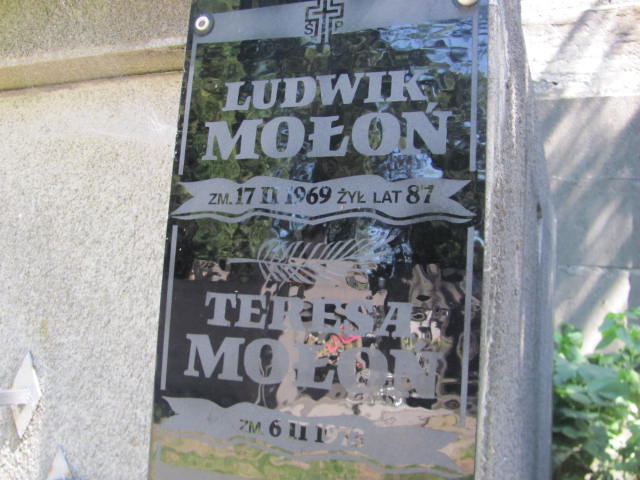 Ś P
LUDWIK
MOŁOŃ
ZM. 17 II 1969 ŻYŁ LAT 87
TERESA
MOŁOŃ
ZM. 6 II